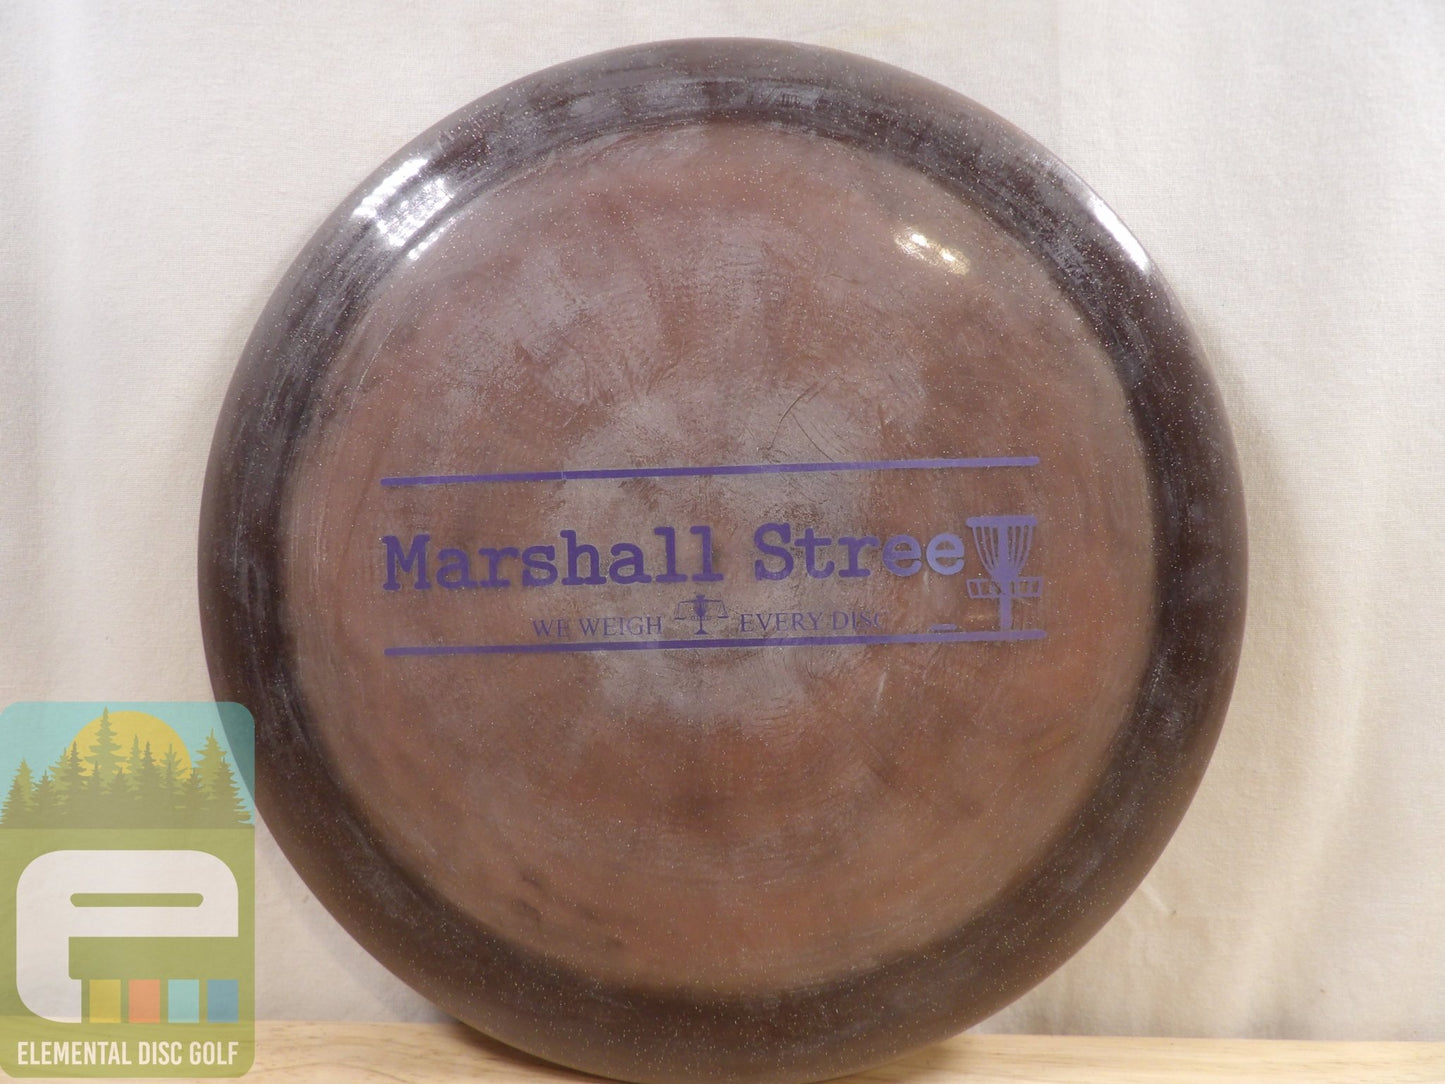 Marshall Stree
WE WEIGH EVERY DISC
ELEMENTAL DISC GOLF